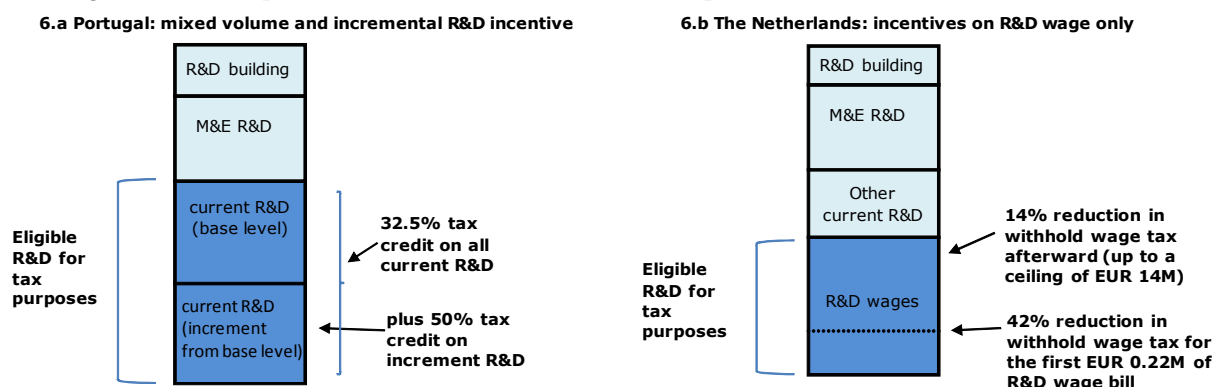 6.a Portugal: mixed volume and incremental R&D incentive
R&D building
M&E R&D
current R&D
(base level)
current R&D
(increment
from base level)
Eligible
R&D for
tax
purposes
32.5% tax
credit on all
current R&D
plus 50% tax
credit on
increment R&D
6.b The Netherlands: incentives on R&D wage only
R&D building
M&E R&D
Other
current R&D
R&D wages
Eligible
R&D for
tax
purposes
14% reduction in
withhold wage tax
afterward (up to a
ceiling of EUR 14M)
42% reduction in
withhold wage tax for
the first EUR 0.22M of
R&D wage bill